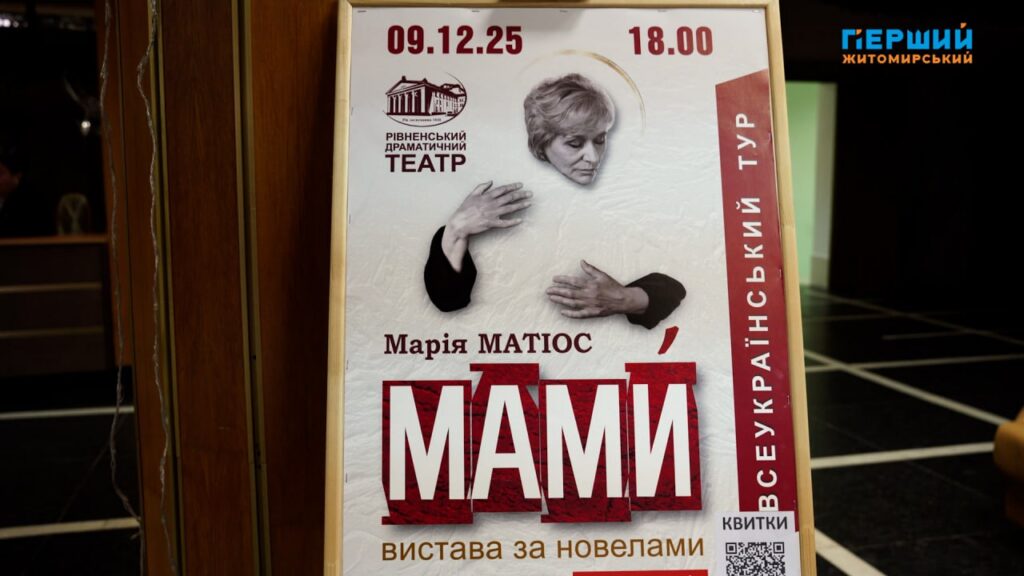 ПЕРШИЙ
ЖИТОМИРСЬКИЙ
09.12.25
18.00
РІВНЕНСЬКИЙ
ДРАМАТИЧНИЙ
ТЕАТР
ВСЕУКРАЇНСЬКИЙ ТУР
Марія МАТІОС
МАМИ́
КВИТКИ
вистава за новелами